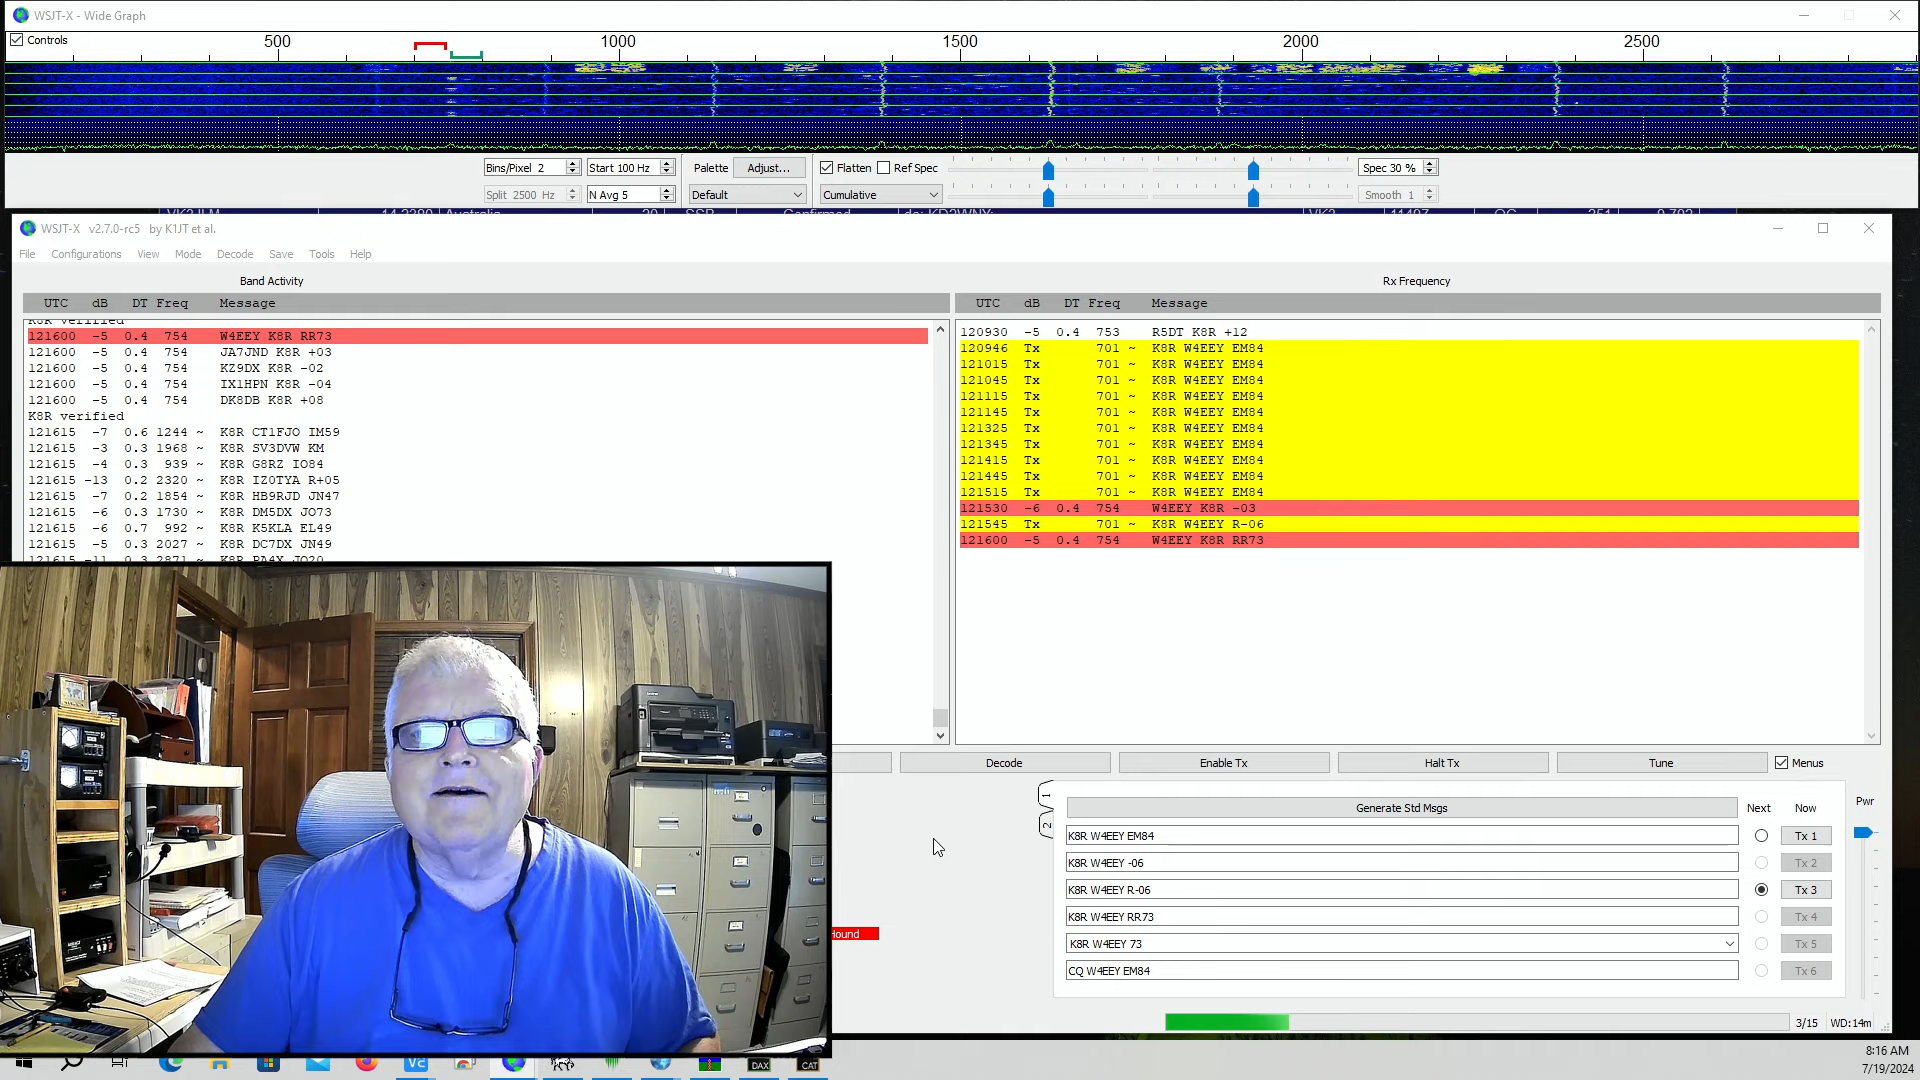 WSJT-X - Wide Graph
Controls
500 1000 1500 2000 2500
Bins/Pixel 2 Start 100 Hz Palette Adjust... Flatten Ref Spec Spec 30 %
Split 2500 Hz N Avg 5 Default Cumulative Smooth 1
WSJT-X v2.7.0-rc5 by K1JT et al.
File Configurations View Mode Decode Save Tools Help
Band Activity
UTC dB DT Freq Message
K8R verified
121600 -5 0.4 754 W4EEY K8R RR73
121600 -5 0.4 754 JA7JND K8R +03
121600 -5 0.4 754 KZ9DX K8R -02
121600 -5 0.4 754 IX1HPN K8R -04
121600 -5 0.4 754 DK8DB K8R +08
K8R verified
121615 -7 0.6 1244 ~ K8R CT1FJO IM59
121615 -3 0.3 1968 ~ K8R SV3DVW KM
121615 -4 0.3 939 ~ K8R G8RZ IO84
121615 -13 0.2 2320 ~ K8R IZ0TYA R+05
121615 -7 0.2 1854 ~ K8R HB9RJD JN47
121615 -6 0.3 1730 ~ K8R DM5DX JO73
121615 -6 0.7 992 ~ K8R K5KLA EL49
121615 -5 0.3 2027 ~ K8R DC7DX JN49
121615 -11 0.3 2871 ~ K8R PA4X JO20
Rx Frequency
UTC dB DT Freq Message
120930 -5 0.4 753 R5DT K8R +12
120946 Tx 701 ~ K8R W4EEY EM84
121015 Tx 701 ~ K8R W4EEY EM84
121045 Tx 701 ~ K8R W4EEY EM84
121115 Tx 701 ~ K8R W4EEY EM84
121145 Tx 701 ~ K8R W4EEY EM84
121325 Tx 701 ~ K8R W4EEY EM84
121345 Tx 701 ~ K8R W4EEY EM84
121415 Tx 701 ~ K8R W4EEY EM84
121445 Tx 701 ~ K8R W4EEY EM84
121515 Tx 701 ~ K8R W4EEY EM84
121530 -6 0.4 754 W4EEY K8R -03
121545 Tx 701 ~ K8R W4EEY R-06
121600 -5 0.4 754 W4EEY K8R RR73
Decode Enable Tx Halt Tx Tune Menus
1
2
Generate Std Msgs Next Now Pwr
K8R W4EEY EM84 Tx 1
K8R W4EEY -06 Tx 2
K8R W4EEY R-06 Tx 3
K8R W4EEY RR73 Tx 4
K8R W4EEY 73 Tx 5
CQ W4EEY EM84 Tx 6
Hound
3/15 WD:14m
DAX CAT
8:16 AM
7/19/2024